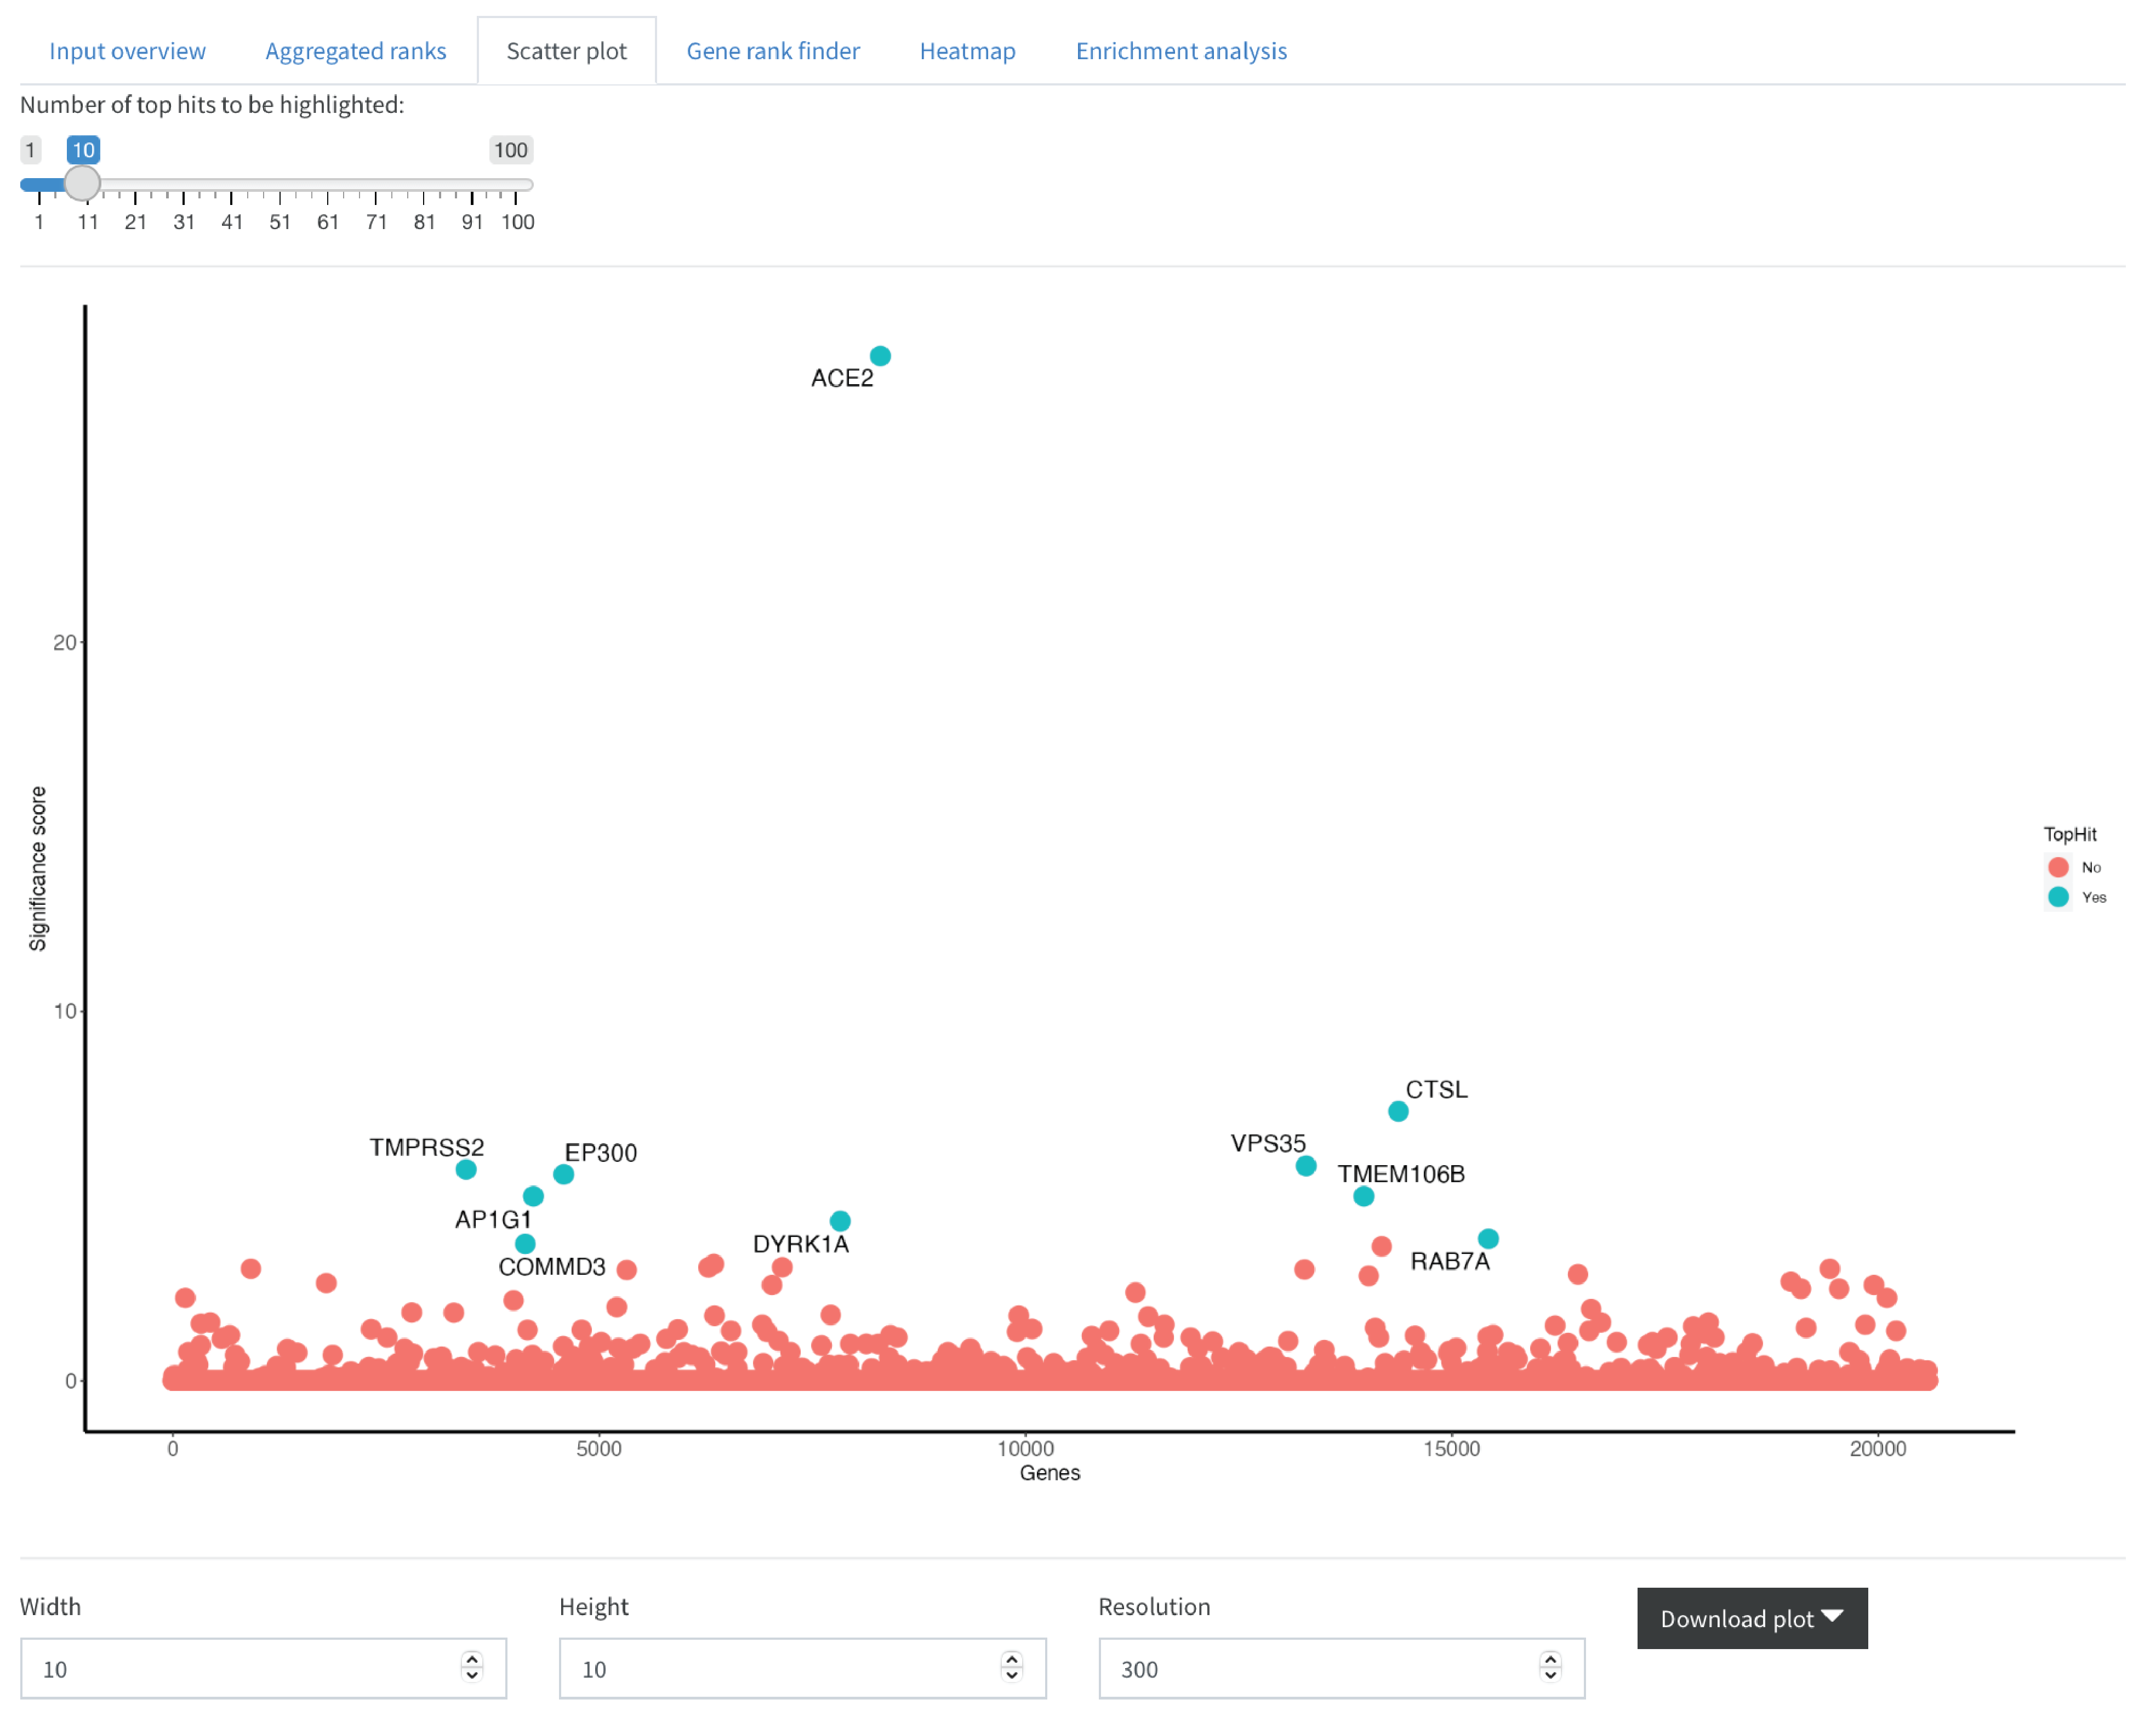 Input overview Aggregated ranks Scatter plot Gene rank finder Heatmap Enrichment analysis
Number of top hits to be highlighted:
1 10 100
1 11 21 31 41 51 61 71 81 91 100
ACE2
20
Significance score
TopHit
No
Yes
10
CTSL
TMPRSS2
EP300
VPS35
TMEM106B
AP1G1
DYRK1A
COMMD3
RAB7A
0
0 5000 10000 15000 20000
Genes
Width Height Resolution
Download plot
10 10 300